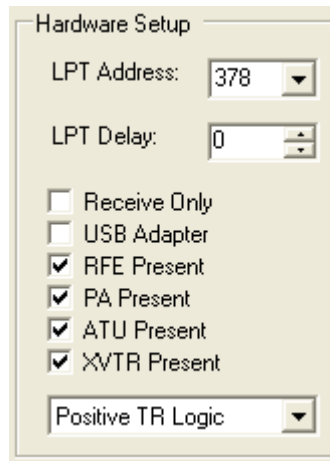 Hardware Setup
LPT Address: 378
LPT Delay: 0
Receive Only
USB Adapter
RFE Present
PA Present
ATU Present
XVTR Present
Positive TR Logic